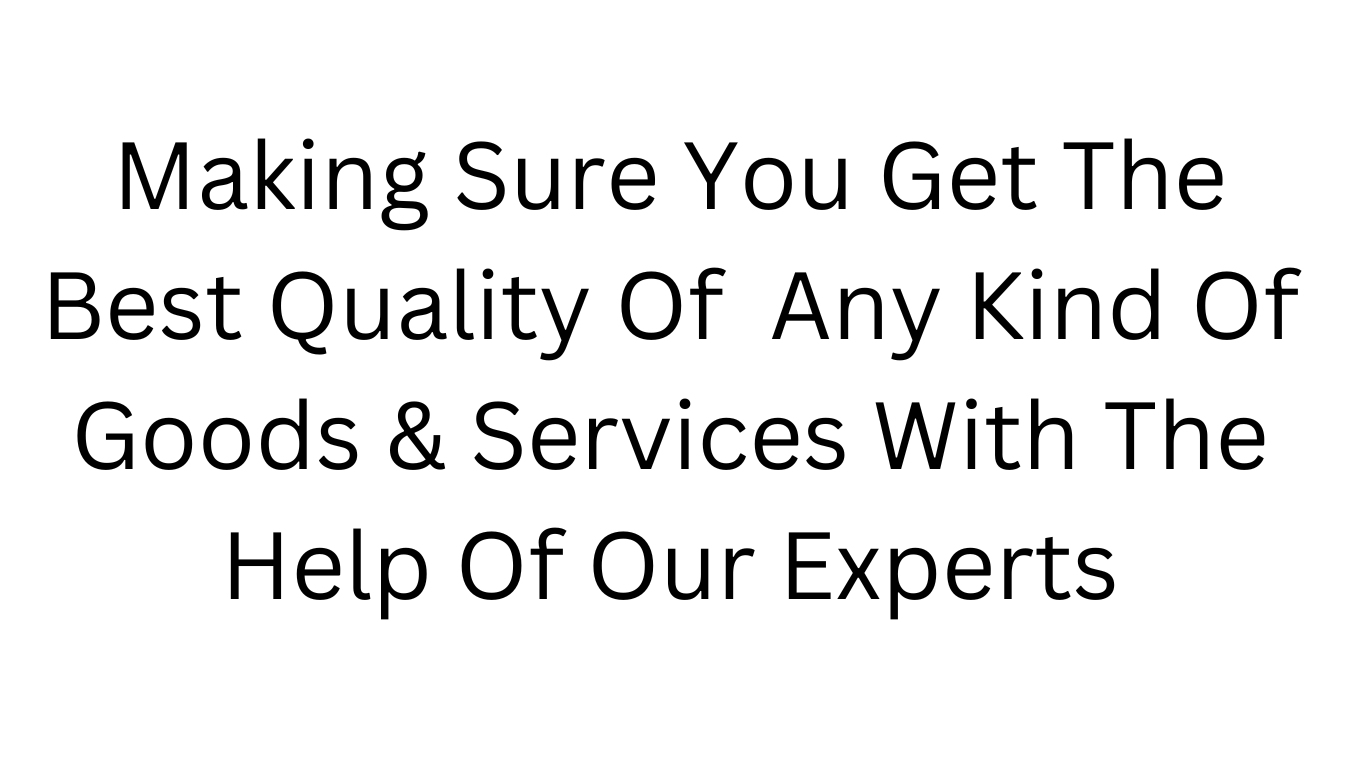 Making Sure You Get The
Best Quality Of  Any Kind Of
Goods & Services With The
Help Of Our Experts